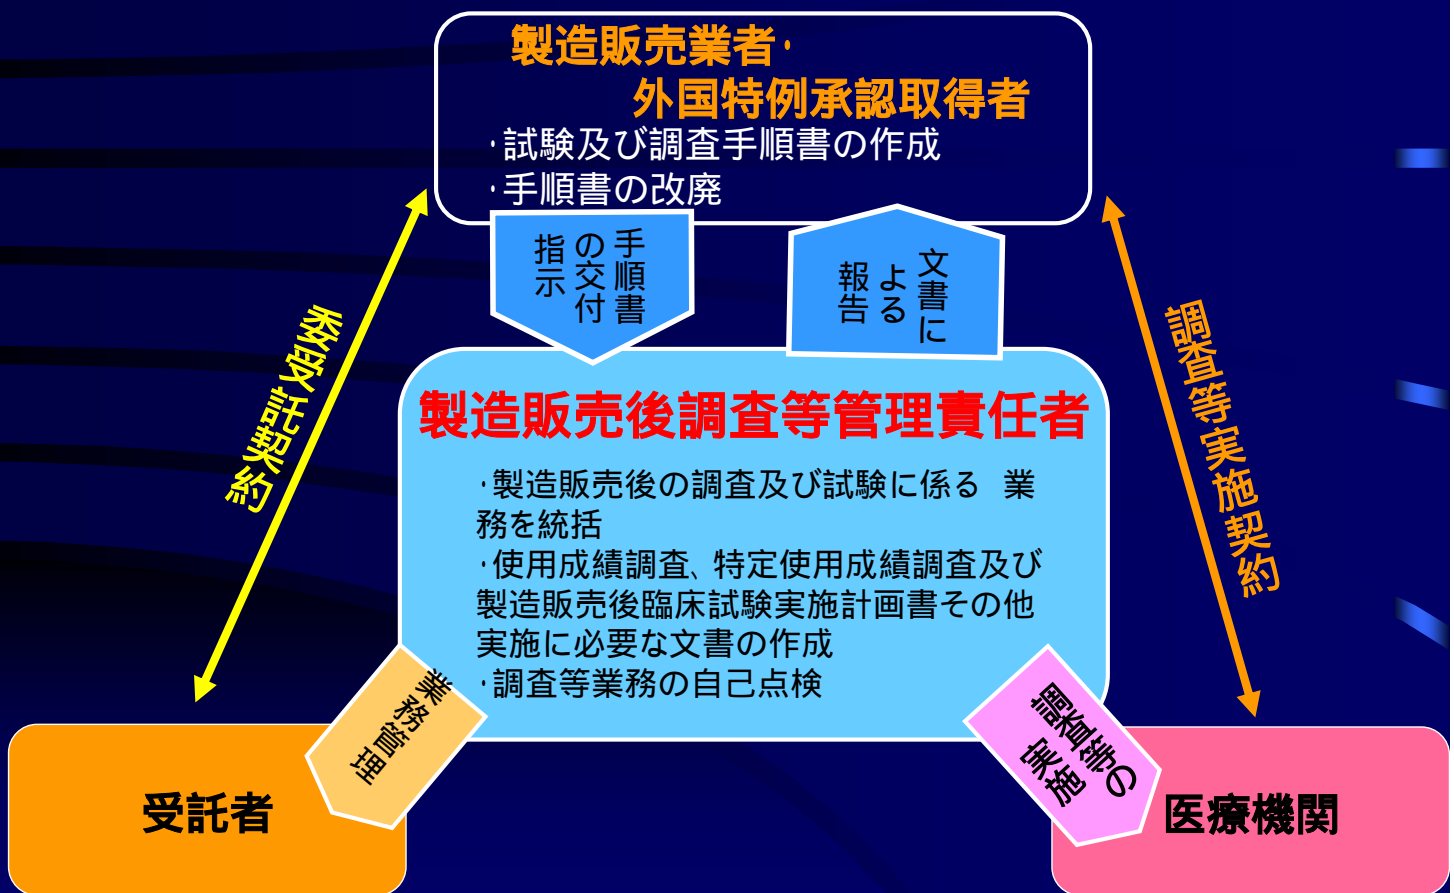 製造販売業者・
外国特例承認取得者
・試験及び調査手順書の作成
・手順書の改廃
手順書
の交付
指示
文書に
よる
報告
委受託契約
調査等実施契約
製造販売後調査等管理責任者
・製造販売後の調査及び試験に係る　業
務を統括
・使用成績調査、特定使用成績調査及び
製造販売後臨床試験実施計画書その他
実施に必要な文書の作成
・調査等業務の自己点検
業務管理
調査等の
実施
受託者
医療機関